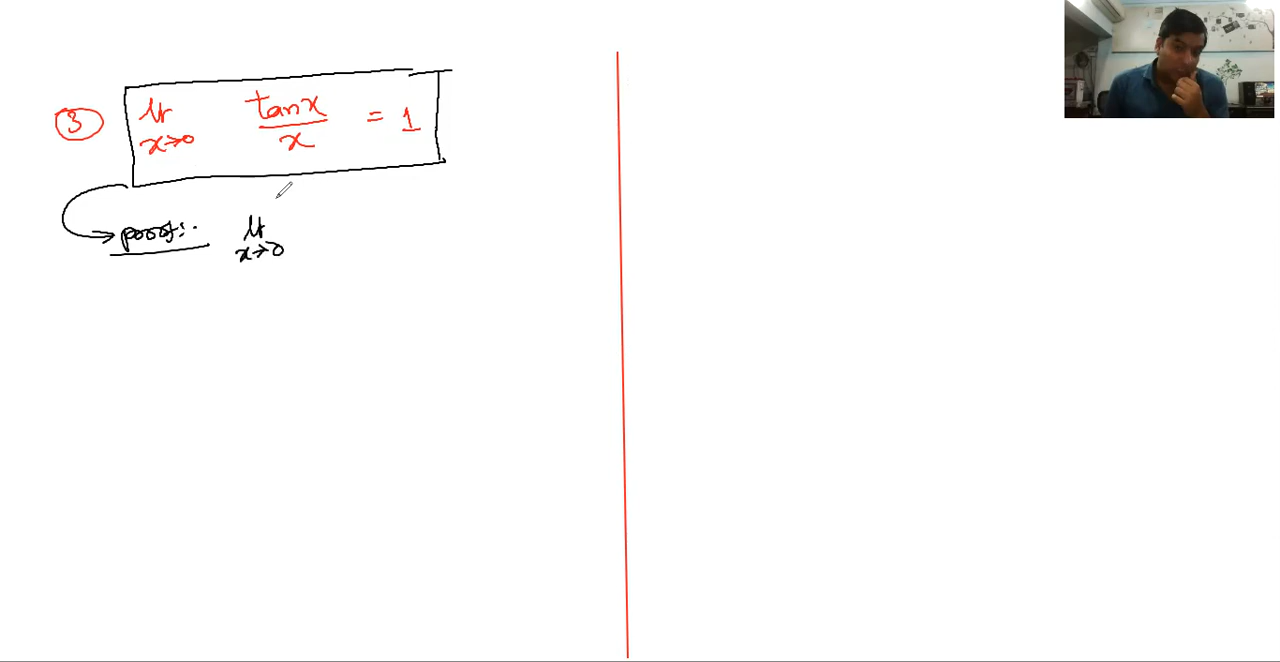 ③ lt x→0 tanx/x = 1
proof:- lt x→0